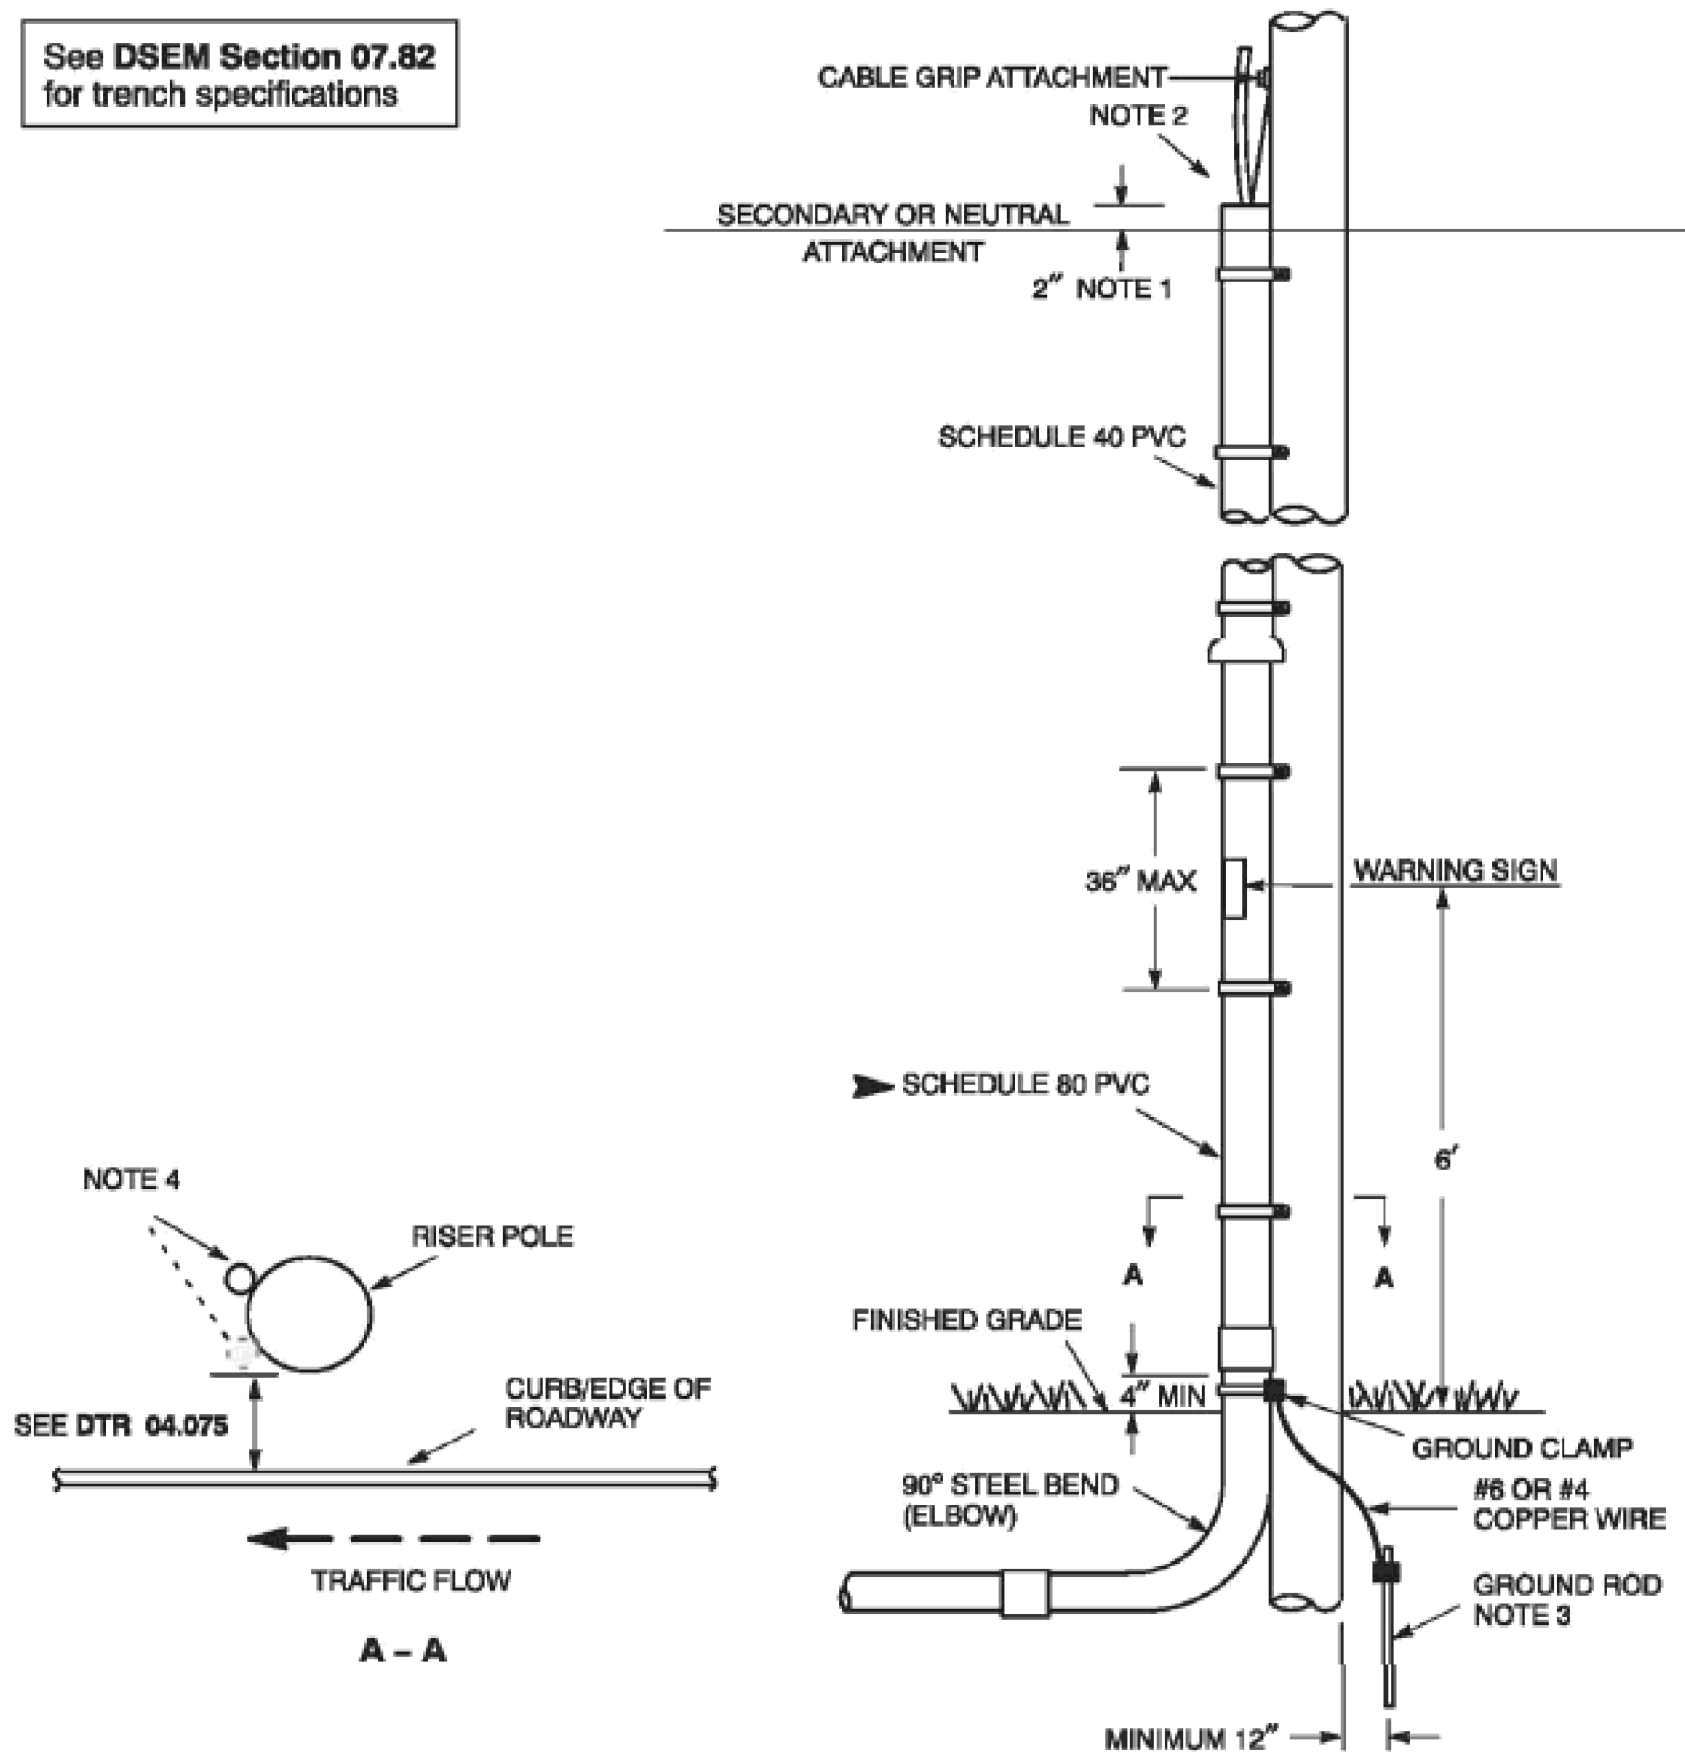 See DSEM Section 07.82
for trench specifications
CABLE GRIP ATTACHMENT
NOTE 2
SECONDARY OR NEUTRAL
ATTACHMENT
2" NOTE 1
SCHEDULE 40 PVC
36" MAX
WARNING SIGN
SCHEDULE 80 PVC
6'
A
A
FINISHED GRADE
4" MIN
GROUND CLAMP
90° STEEL BEND
(ELBOW)
#6 OR #4
COPPER WIRE
GROUND ROD
NOTE 3
MINIMUM 12"
NOTE 4
RISER POLE
SEE DTR 04.075
CURB/EDGE OF
ROADWAY
TRAFFIC FLOW
A – A